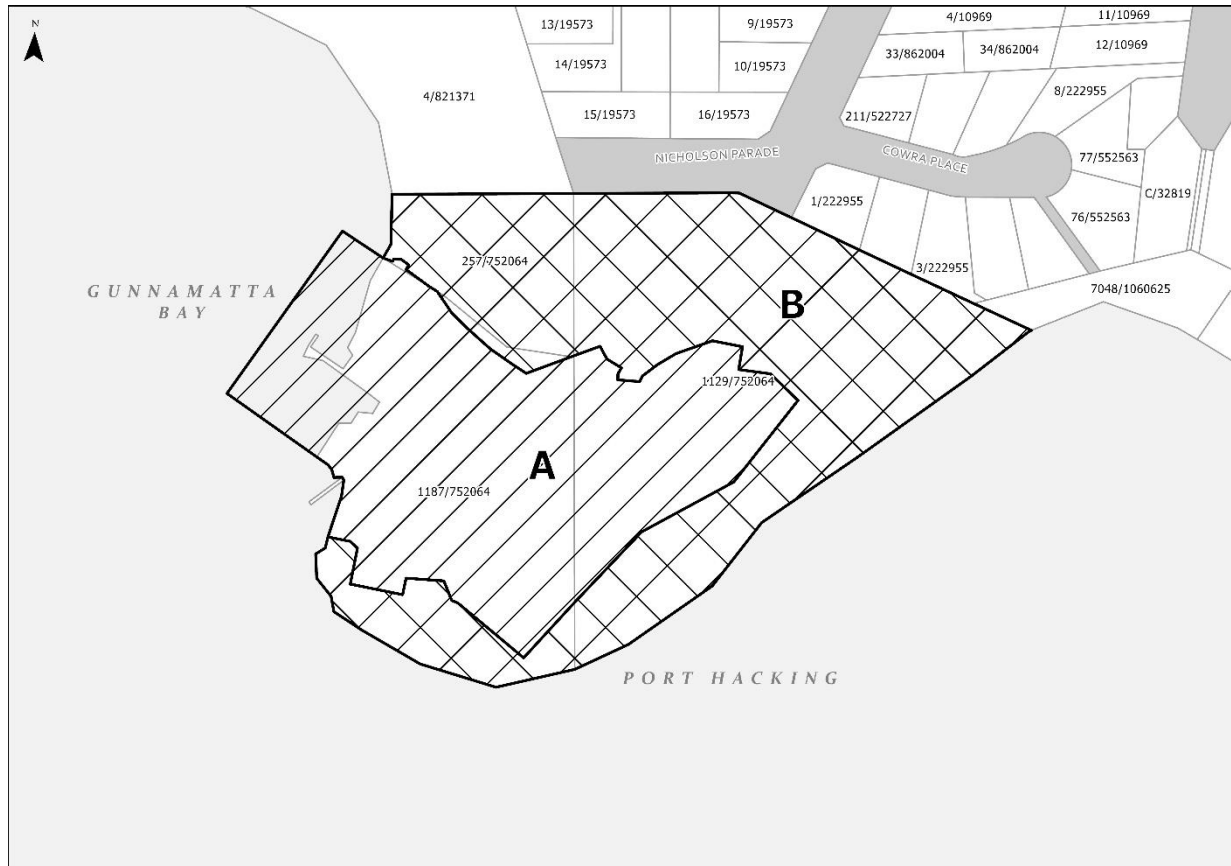 N
13/19573
9/19573
4/10969
11/10969
33/862004
34/862004
12/10969
14/19573
10/19573
4/821371
8/222955
15/19573
16/19573
211/522727
NICHOLSON PARADE
COWRA PLACE
77/552563
C/32819
1/222955
76/552563
257/752064
3/222955
GUNNAMATTA
BAY
7048/1060625
B
1129/752064
A
1187/752064
PORT HACKING